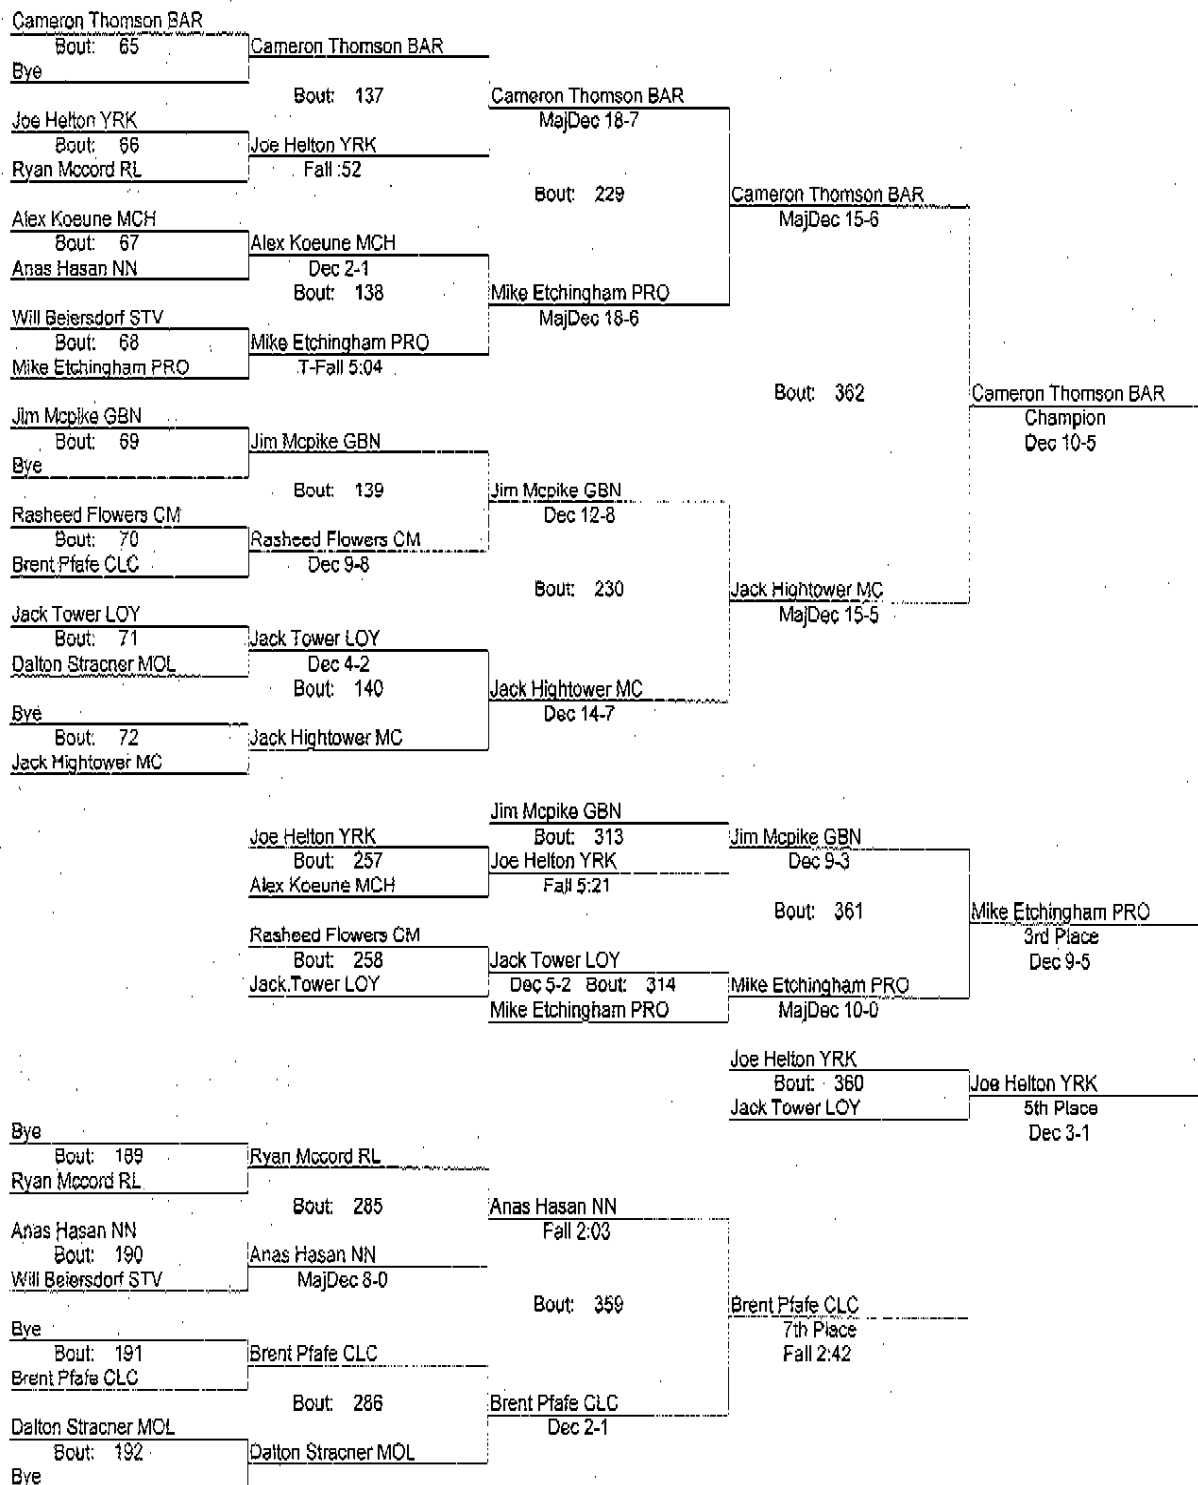 Cameron Thomson BAR
Bout: 65
Bye
Cameron Thomson BAR
Bout: 137
Joe Helton YRK
Bout: 66
Ryan Mccord RL
Joe Helton YRK
Fall :52
Cameron Thomson BAR
MajDec 18-7
Bout: 229
Alex Koeune MCH
Bout: 67
Anas Hasan NN
Alex Koeune MCH
Dec 2-1
Bout: 138
Will Beiersdorf STV
Bout: 68
Mike Etchingham PRO
Mike Etchingham PRO
T-Fall 5:04
Mike Etchingham PRO
MajDec 18-6
Cameron Thomson BAR
MajDec 15-6
Bout: 362
Cameron Thomson BAR
Champion
Dec 10-5
Jim Mcpike GBN
Bout: 69
Bye
Jim Mcpike GBN
Bout: 139
Rasheed Flowers CM
Bout: 70
Brent Pfafe CLC
Rasheed Flowers CM
Dec 9-8
Jim Mcpike GBN
Dec 12-8
Bout: 230
Jack Tower LOY
Bout: 71
Dalton Stracner MOL
Jack Tower LOY
Dec 4-2
Bout: 140
Bye
Bout: 72
Jack Hightower MC
Jack Hightower MC
Jack Hightower MC
Dec 14-7
Jack Hightower MC
MajDec 15-5
Joe Helton YRK
Bout: 257
Alex Koeune MCH
Jim Mcpike GBN
Bout: 313
Joe Helton YRK
Fall 5:21
Jim Mcpike GBN
Dec 9-3
Bout: 361
Rasheed Flowers CM
Bout: 258
Jack Tower LOY
Jack Tower LOY
Dec 5-2 Bout: 314
Mike Etchingham PRO
Mike Etchingham PRO
MajDec 10-0
Mike Etchingham PRO
3rd Place
Dec 9-5
Joe Helton YRK
Bout: 360
Jack Tower LOY
Joe Helton YRK
5th Place
Dec 3-1
Bye
Bout: 189
Ryan Mccord RL
Ryan Mccord RL
Bout: 285
Anas Hasan NN
Bout: 190
Will Beiersdorf STV
Anas Hasan NN
MajDec 8-0
Anas Hasan NN
Fall 2:03
Bout: 359
Bye
Bout: 191
Brent Pfafe CLC
Brent Pfafe CLC
Bout: 286
Dalton Stracner MOL
Bout: 192
Bye
Dalton Stracner MOL
Brent Pfafe CLC
Dec 2-1
Brent Pfafe CLC
7th Place
Fall 2:42